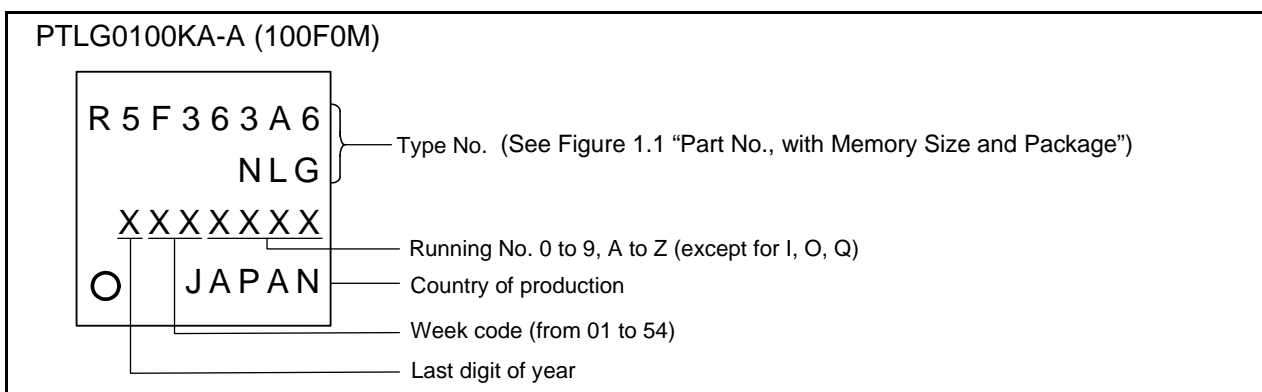 PTLG0100KA-A (100F0M)
R5F363A6
NLG
Type No. (See Figure 1.1 “Part No., with Memory Size and Package”)
XXXXXXX
Running No. 0 to 9, A to Z (except for I, O, Q)
JAPAN
Country of production
Week code (from 01 to 54)
Last digit of year